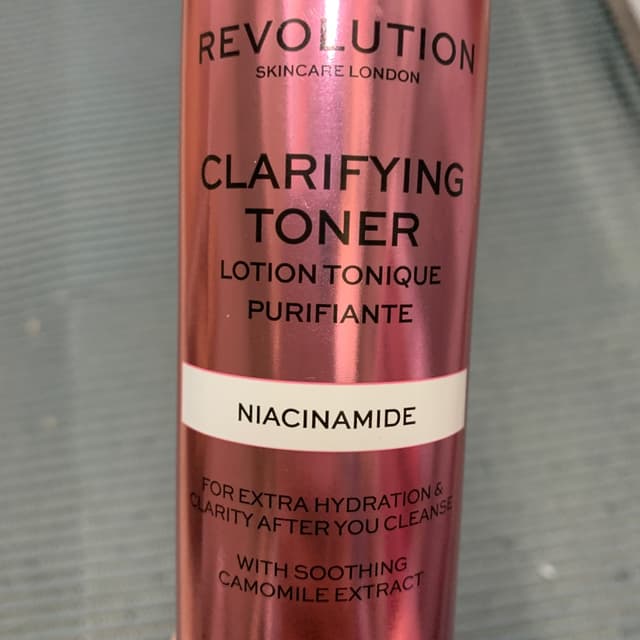 REVOLUTION
SKINCARE LONDON
CLARIFYING
TONER
LOTION TONIQUE
PURIFIANTE
NIACINAMIDE
FOR EXTRA HYDRATION &
CLARITY AFTER YOU CLEANSE
WITH SOOTHING
CAMOMILE EXTRACT